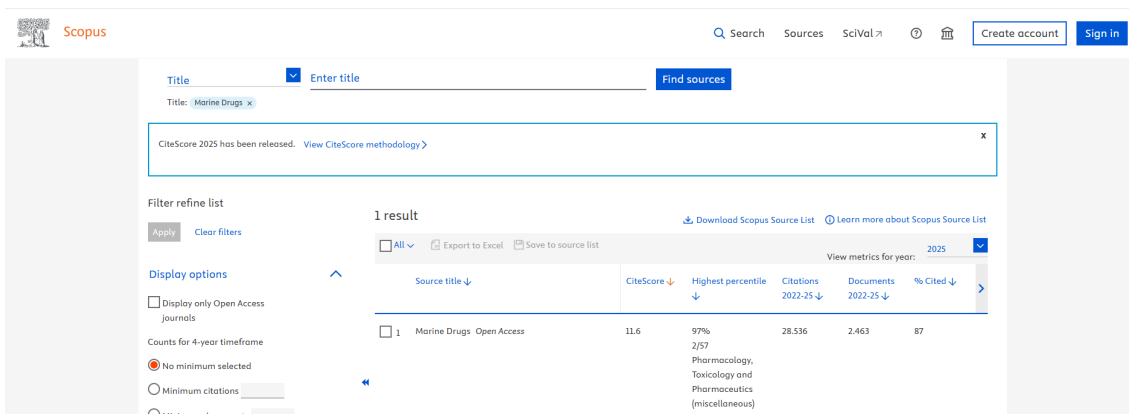 Scopus
Search Sources SciVal Create account Sign in
Title Enter title Find sources
Title: Marine Drugs x
CiteScore 2025 has been released. View CiteScore methodology
x
Filter refine list
Apply Clear filters
Display options
Display only Open Access
journals
Counts for 4-year timeframe
No minimum selected
Minimum citations
1 result
Download Scopus Source List Learn more about Scopus Source List
All Export to Excel Save to source list
View metrics for year: 2025
Source title CiteScore Highest percentile Citations 2022-25 Documents 2022-25 % Cited
1 Marine Drugs Open Access 11.6 97% 28.536 2.463 87
2/57
Pharmacology,
Toxicology and
Pharmaceutics
(miscellaneous)